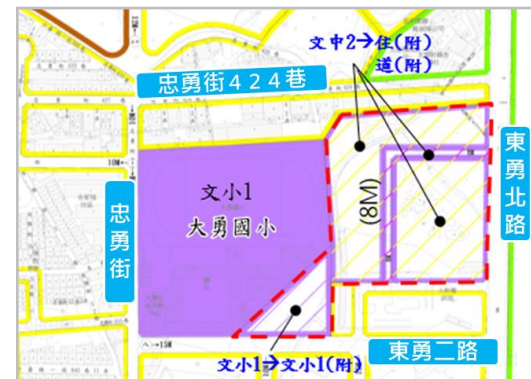 文中2→住(附)
道(附)
忠勇街424巷
東勇北路
文小1
大勇國小
(8M)
忠勇街
10M
15M
文小1→文小1(附)
東勇二路